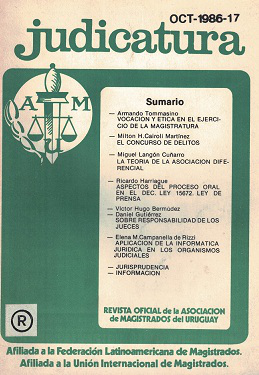 OCT-1986-17
judicatura
A M
U
Sumario
— Armando Tommasino
VOCACION Y ETICA EN EL EJERCI-
CIO DE LA MAGISTRATURA
— Milton H.Cairoli Martínez
EL CONCURSO DE DELITOS
— Miguel Langón Cuñarro
LA TEORIA DE LA ASOCIACION DIFE-
RENCIAL
— Ricardo Harriague
ASPECTOS DEL PROCESO ORAL
EN EL DEC. LEY 15672. LEY DE
PRENSA
— Víctor Hugo Bermúdez
— Daniel Gutiérrez
SOBRE RESPONSABILIDAD DE LOS
JUECES
— Elena M.Campanella de Rizzi
APLICACION DE LA INFORMATICA
JURIDICA EN LOS ORGANISMOS
JUDICIALES
— JURISPRUDENCIA
— INFORMACION
REVISTA OFICIAL de la ASOCIACION
de MAGISTRADOS del URUGUAY
R
Afiliada a la Federación Latinoamericana de Magistrados.
Afiliada a la Unión Internacional de Magistrados.